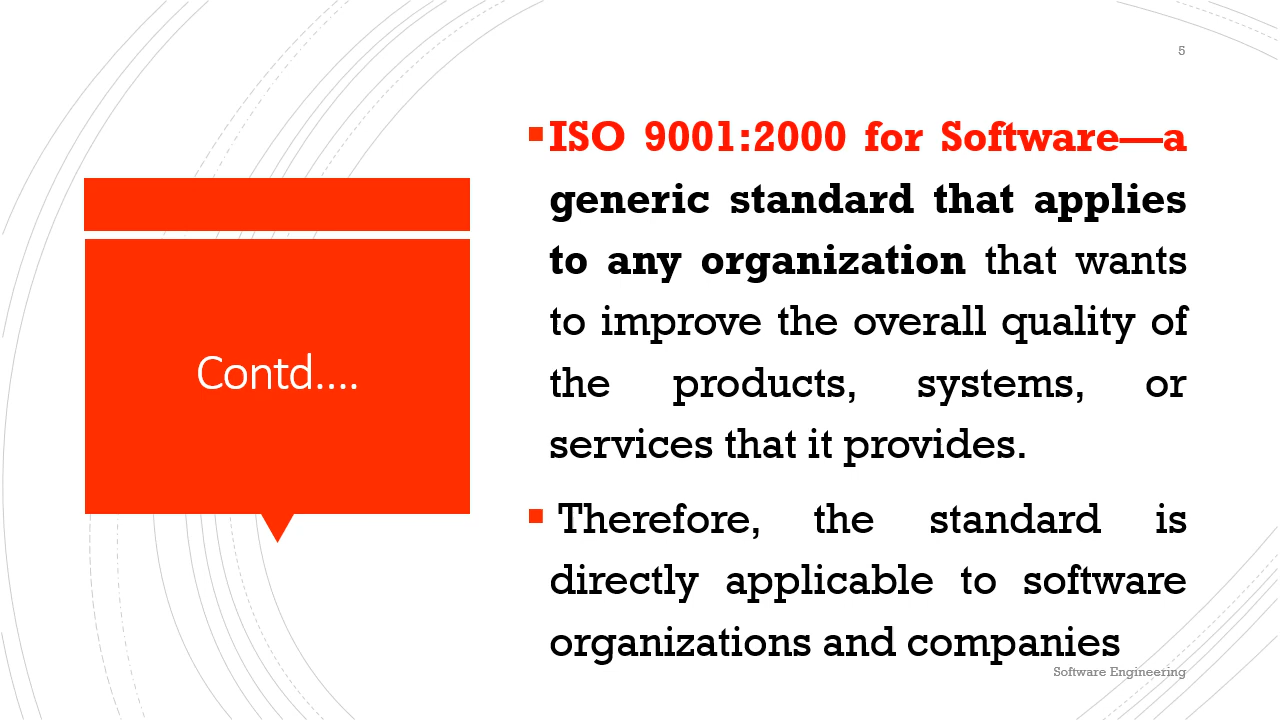 5
Contd....
▪ISO 9001:2000 for Software—a
generic standard that applies
to any organization that wants
to improve the overall quality of
the products, systems, or
services that it provides.
▪ Therefore, the standard is
directly applicable to software
organizations and companies
Software Engineering